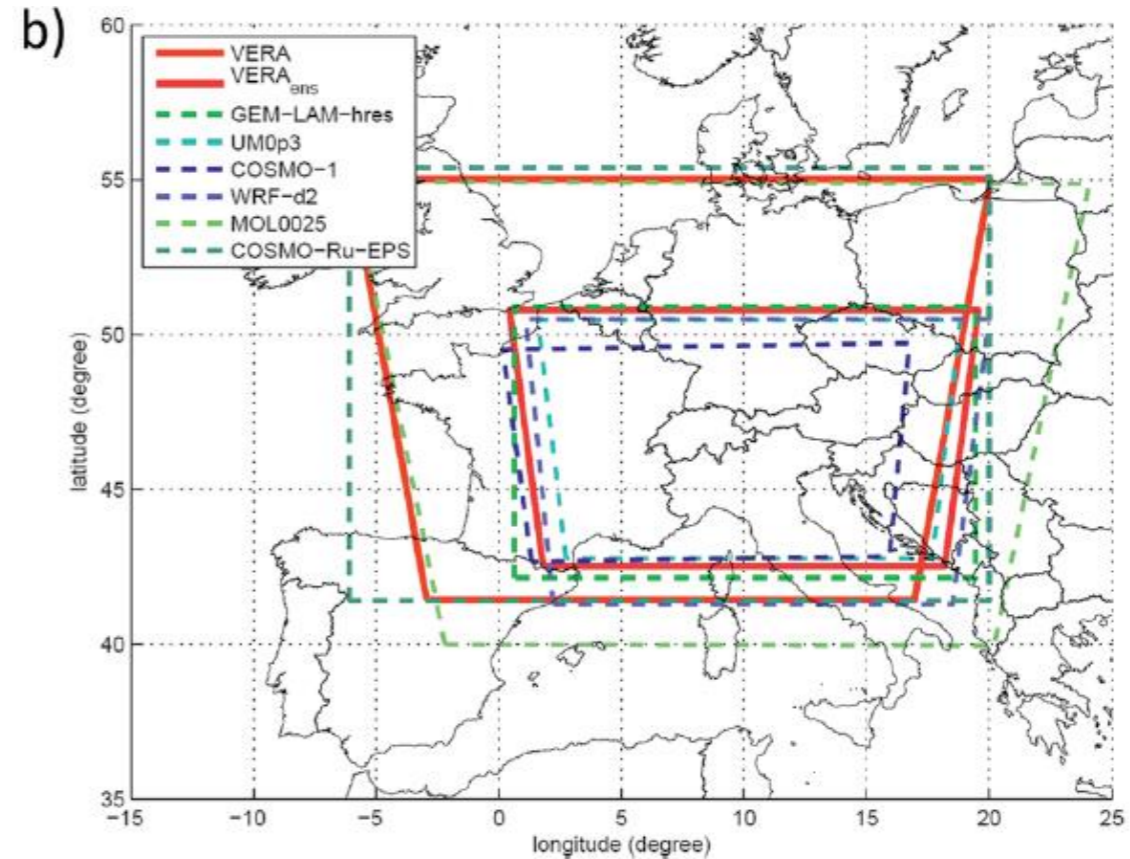 b)
60
55
50
45
40
35
latitude (degree)
VERA
VERAens
GEM−LAM−hres
UM0p3
COSMO−1
WRF−d2
MOL0025
COSMO−Ru−EPS
−15 −10 −5 0 5 10 15 20 25
longitude (degree)